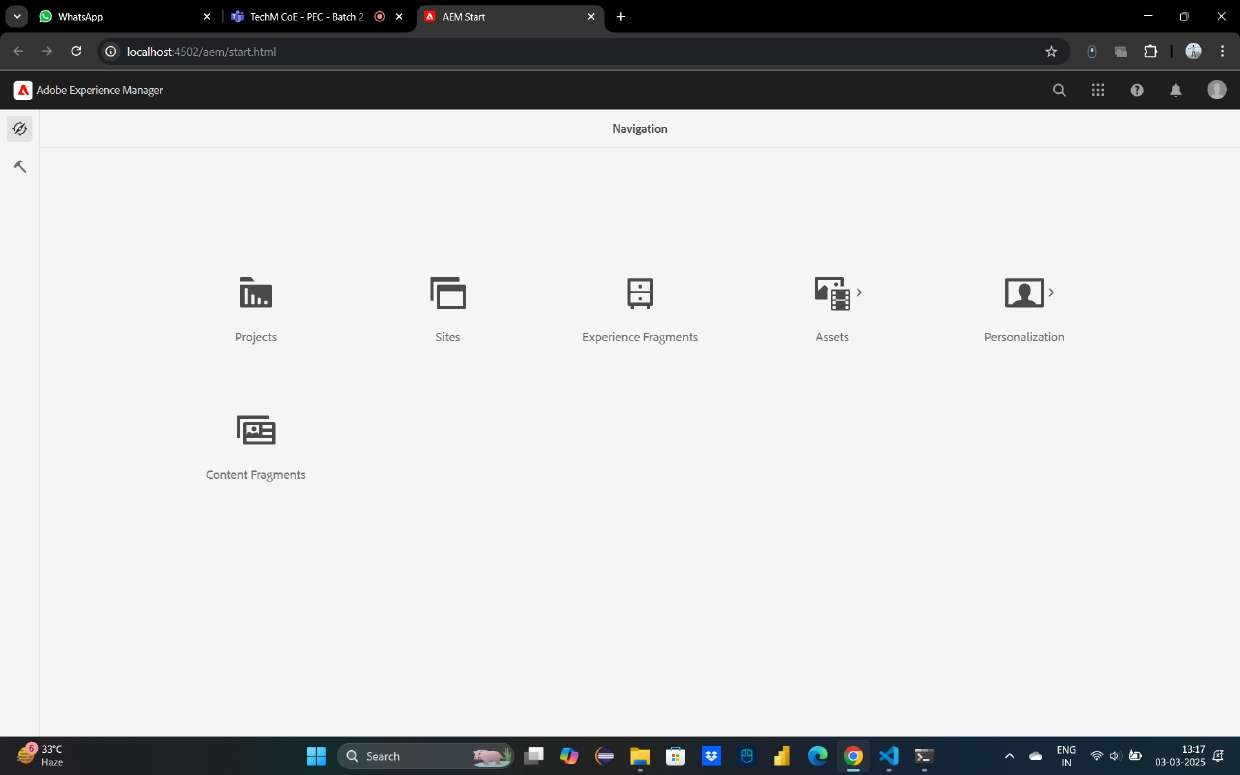 WhatsApp
TechM CoE - PEC - Batch 2
AEM Start
localhost:4502/aem/start.html
Adobe Experience Manager
Navigation
Projects
Sites
Experience Fragments
Assets
Personalization
Content Fragments
6
33°C
Haze
Search
ENG
IN
13:17
03-03-2025